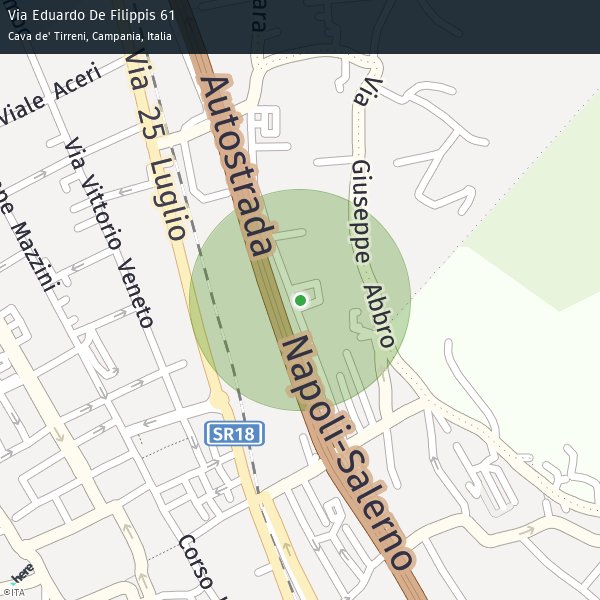 Via Eduardo De Filippis 61
Cava de' Tirreni, Campania, Italia
Viale Aceri
Via 25 Luglio
Autostrada
Via
Giuseppe
Abbro
Via Vittorio Veneto
Mazzini
Napoli-Salerno
SR18
Corso
here
©ITA